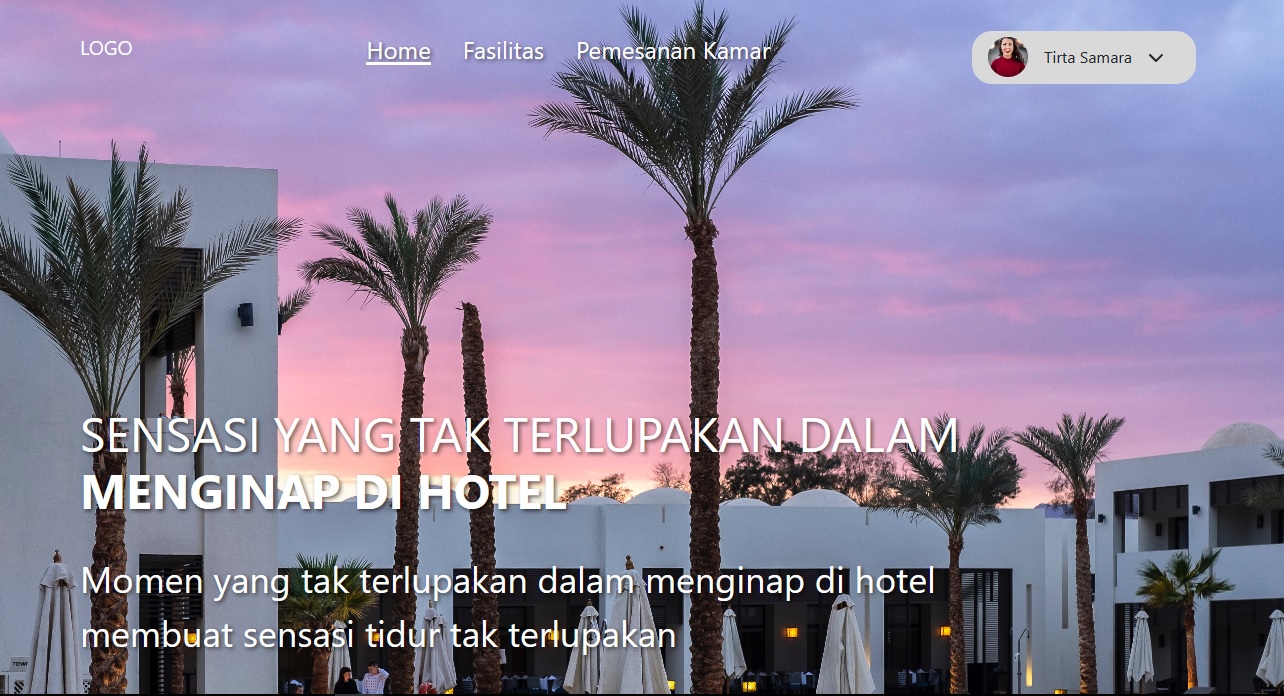 LOGO
Home Fasilitas Pemesanan Kamar
Tirta Samara
SENSASI YANG TAK TERLUPAKAN DALAM
MENGINAP DI HOTEL
Momen yang tak terlupakan dalam menginap di hotel
membuat sensasi tidur tak terlupakan